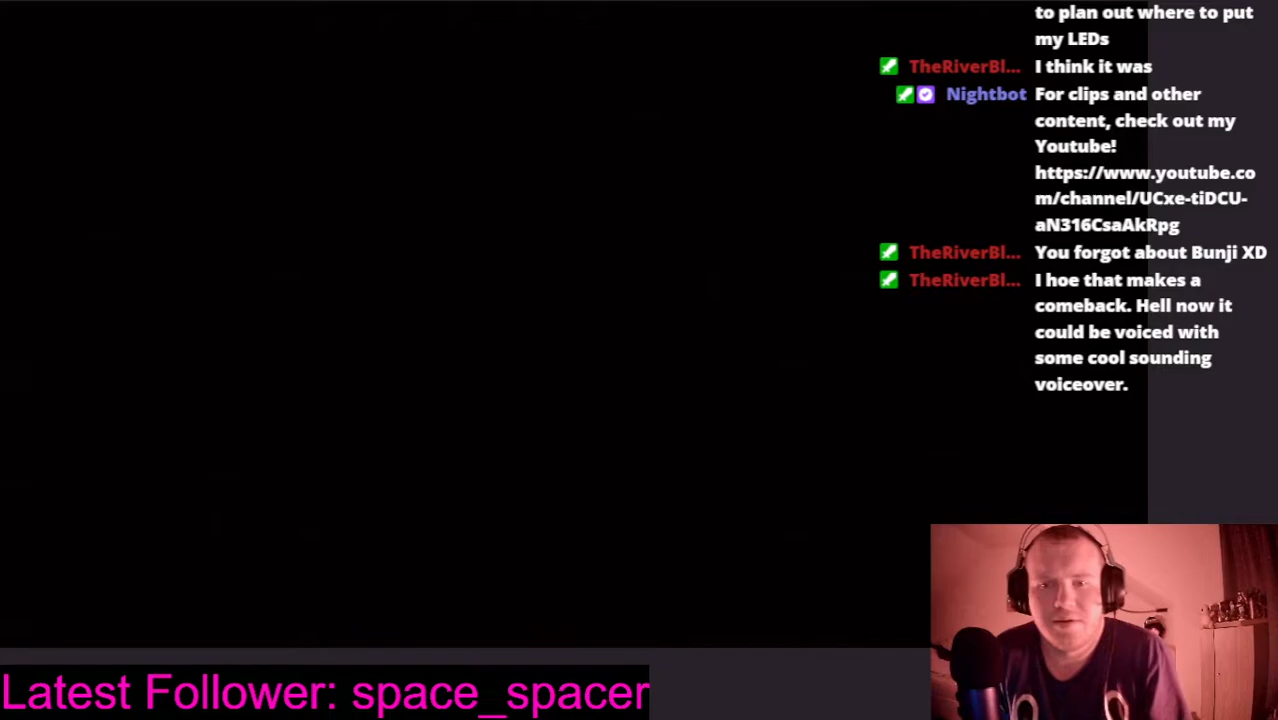 to plan out where to put
my LEDs
TheRiverBl... I think it was
Nightbot For clips and other
content, check out my
Youtube!
https://www.youtube.co
m/channel/UCxe-tiDCU-
aN316CsaAkRpg
TheRiverBl... You forgot about Bunji XD
TheRiverBl... I hoe that makes a
comeback. Hell now it
could be voiced with
some cool sounding
voiceover.
Latest Follower: space_spacer